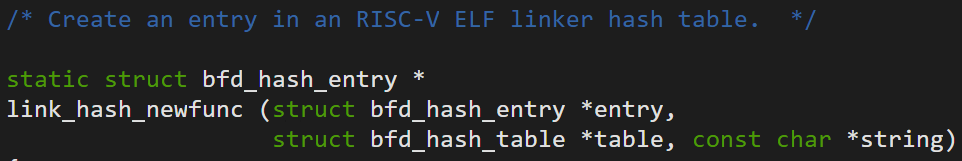 /* Create an entry in an RISC-V ELF linker hash table.  */
static struct bfd_hash_entry *
link_hash_newfunc (struct bfd_hash_entry *entry,
struct bfd_hash_table *table, const char *string)